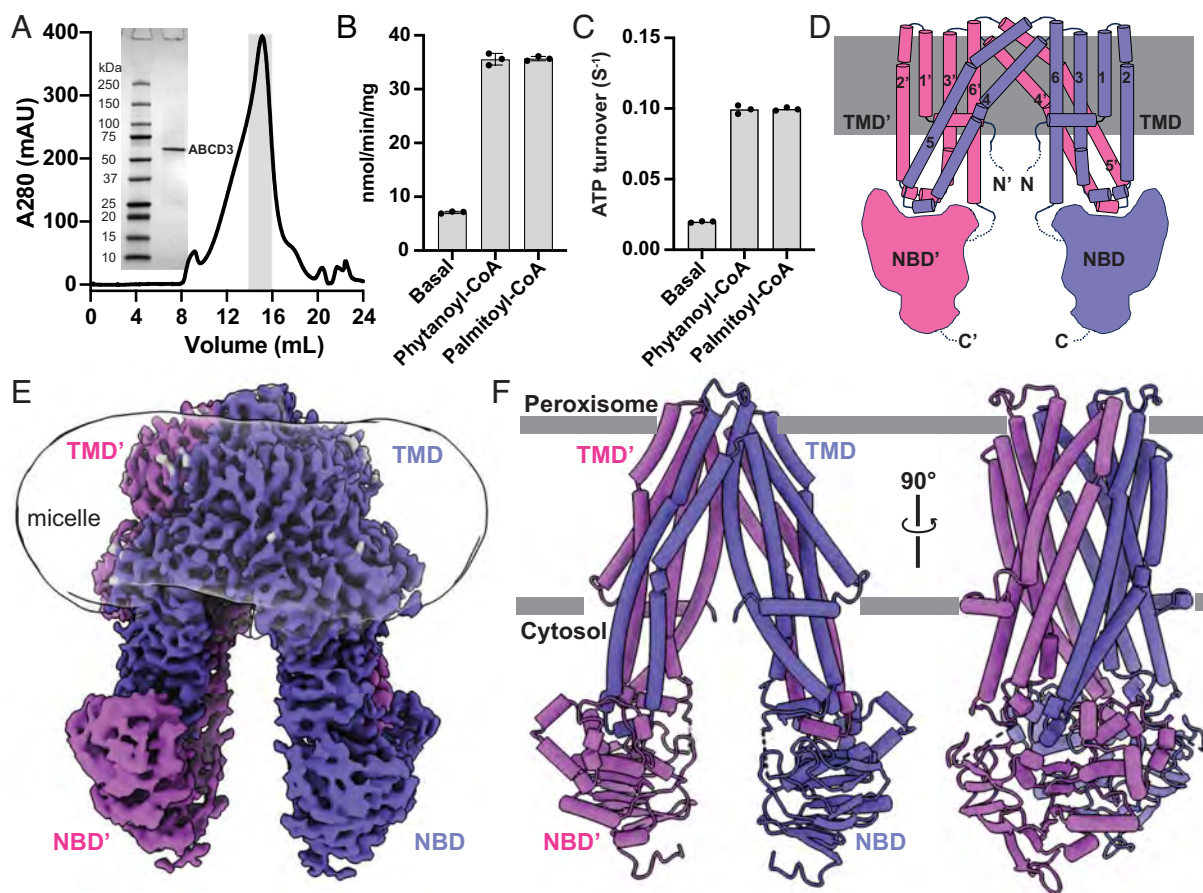 A
A280 (mAU)
400
300
200
100
0
kDa
250
150
100
75
50
37
25
20
15
10
ABCD3
0 4 8 12 16 20 24
Volume (mL)
B
nmol/min/mg
40
30
20
10
0
Basal
Phytanoyl-CoA
Palmitoyl-CoA
C
ATP turnover (S⁻¹)
0.15
0.10
0.05
0.00
Basal
Phytanoyl-CoA
Palmitoyl-CoA
D
2' 1' 3' 6' 4 4' 6 3 1 2
TMD' TMD
5 5'
N' N
NBD' NBD
C' C
E
TMD' TMD
micelle
NBD' NBD
F
Peroxisome
TMD' TMD
90°
Cytosol
NBD' NBD